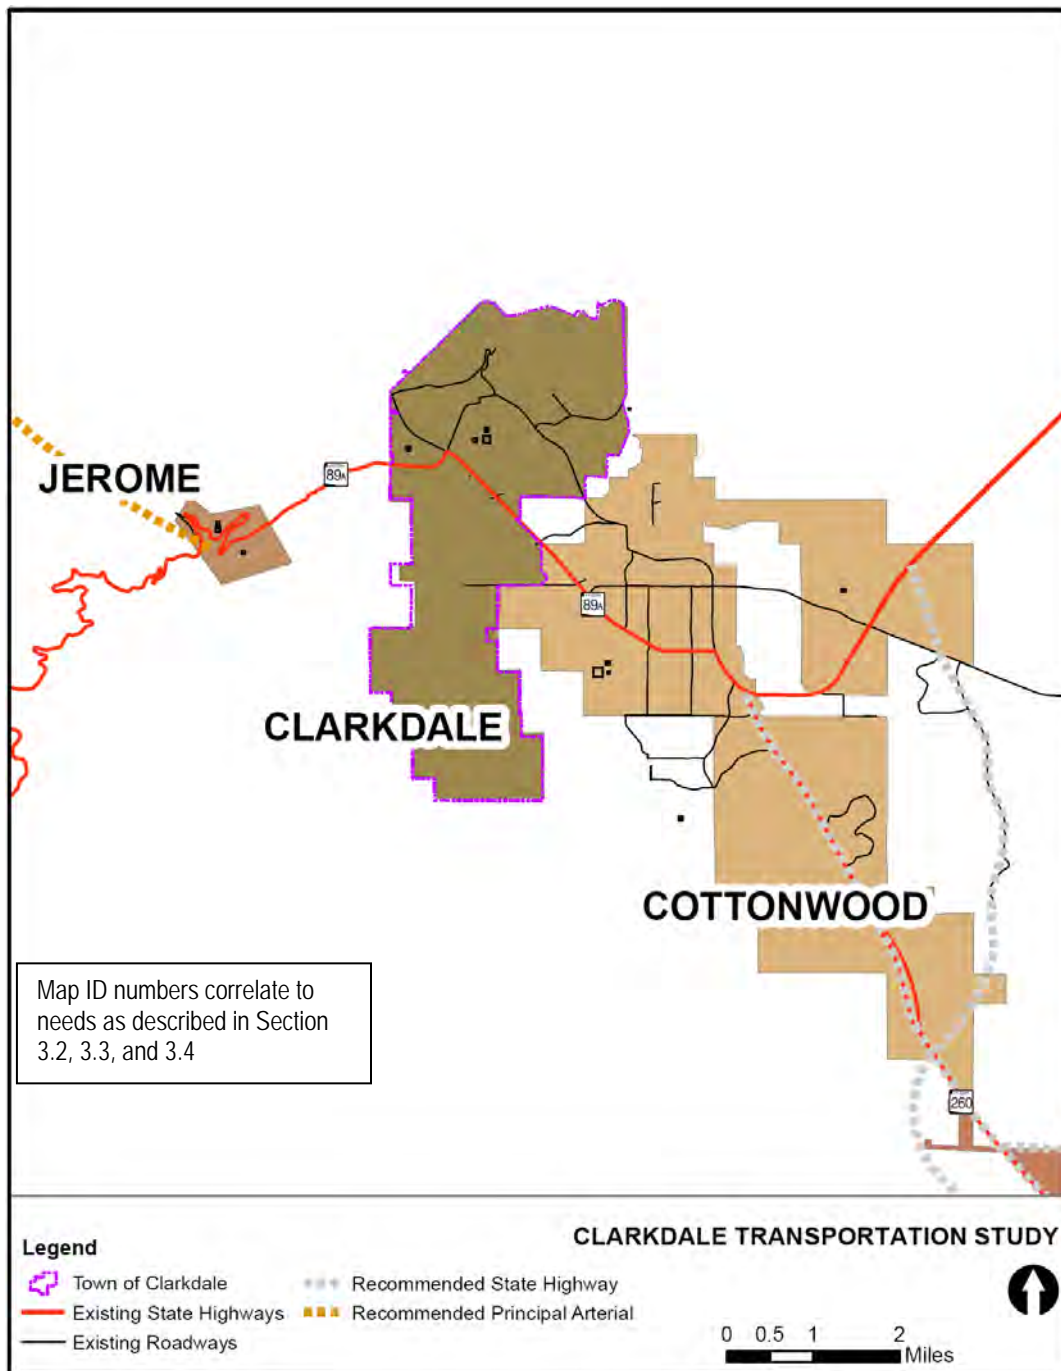 JEROME
89A
CLARKDALE
89A
COTTONWOOD
Map ID numbers correlate to
needs as described in Section
3.2, 3.3, and 3.4
260
CLARKDALE TRANSPORTATION STUDY
Legend
Town of Clarkdale
Existing State Highways
Existing Roadways
Recommended State Highway
Recommended Principal Arterial
0 0.5 1 2
Miles